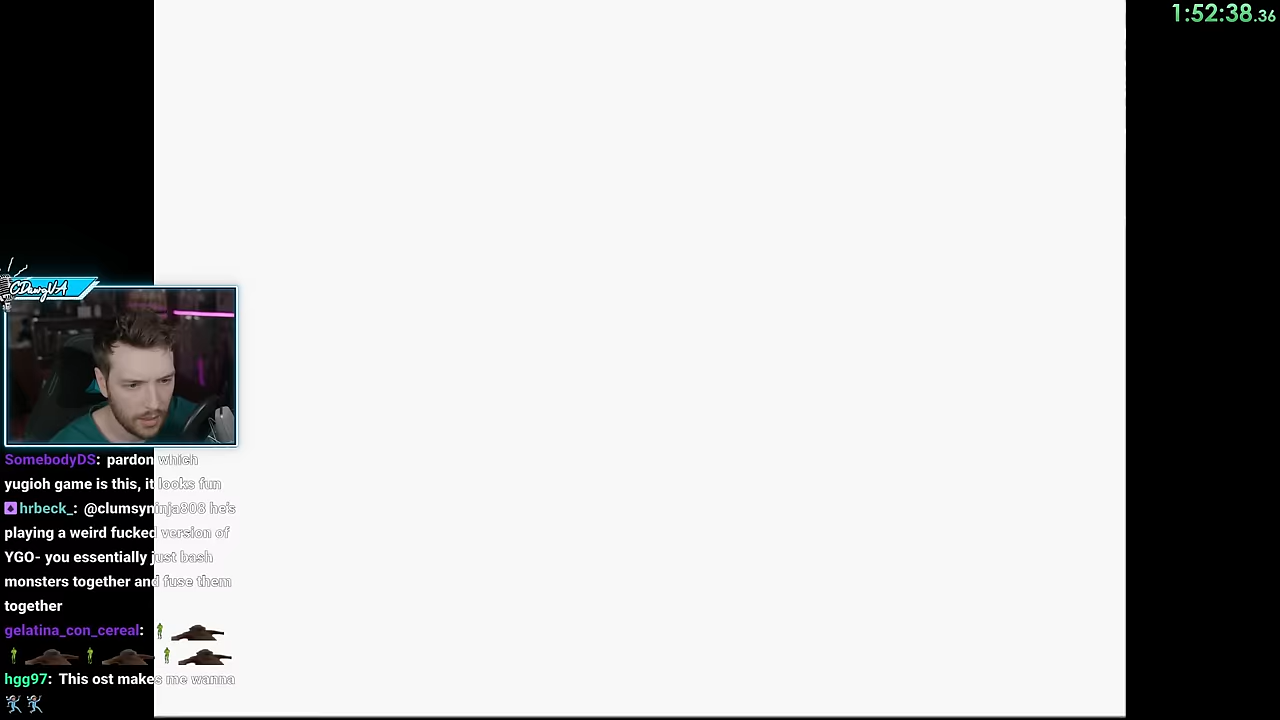 1:52:38.36
CDawgVA
SomebodyDS: pardon which
yugioh game is this, it looks fun
hrbeck_: @clumsyninja808 he's
playing a weird fucked version of
YGO- you essentially just bash
monsters together and fuse them
together
gelatina_con_cereal:
hgg97: This ost makes me wanna